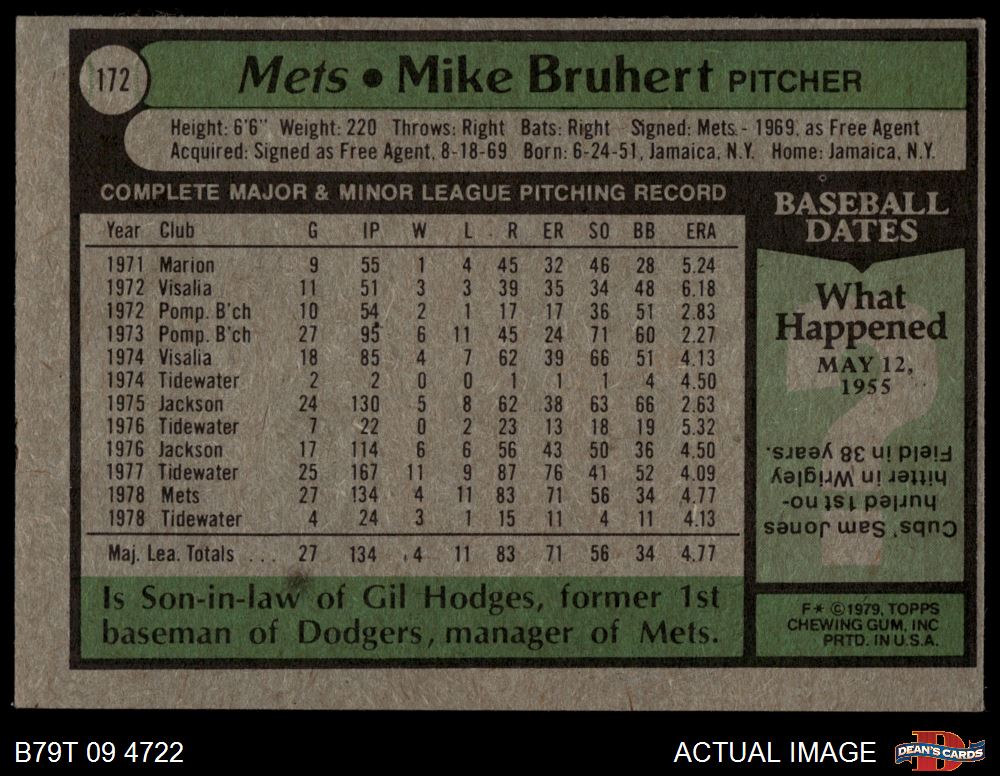 172
Mets • Mike Bruhert PITCHER
Height: 6'6" Weight: 220 Throws: Right Bats: Right Signed: Mets - 1969, as Free Agent
Acquired: Signed as Free Agent, 8-18-69 Born: 6-24-51, Jamaica, N.Y. Home: Jamaica, N.Y.
COMPLETE MAJOR & MINOR LEAGUE PITCHING RECORD
Year Club G IP W L R ER SO BB ERA
1971 Marion 9 55 1 4 45 32 46 28 5.24
1972 Visalia 11 51 3 3 39 35 34 48 6.18
1972 Pomp. B'ch 10 54 2 1 17 17 36 51 2.83
1973 Pomp. B'ch 27 95 6 11 45 24 71 60 2.27
1974 Visalia 18 85 4 7 62 39 66 51 4.13
1974 Tidewater 2 2 0 0 1 1 1 4 4.50
1975 Jackson 24 130 5 8 62 38 63 66 2.63
1976 Tidewater 7 22 0 2 23 13 18 19 5.32
1976 Jackson 17 114 6 6 56 43 50 36 4.50
1977 Tidewater 25 167 11 9 87 76 41 52 4.09
1978 Mets 27 134 4 11 83 71 56 34 4.77
1978 Tidewater 4 24 3 1 15 11 4 11 4.13
Maj. Lea. Totals ... 27 134 4 11 83 71 56 34 4.77
Is Son-in-law of Gil Hodges, former 1st
baseman of Dodgers, manager of Mets.
BASEBALL
DATES
What
Happened
MAY 12,
1955
?
Cubs' Sam Jones
hurled 1st no-
hitter in Wrigley
Field in 38 years.
F* ©1979, TOPPS
CHEWING GUM, INC
PRTD. IN U.S.A.
B79T 09 4722
ACTUAL IMAGE
D
DEAN'S CARDS